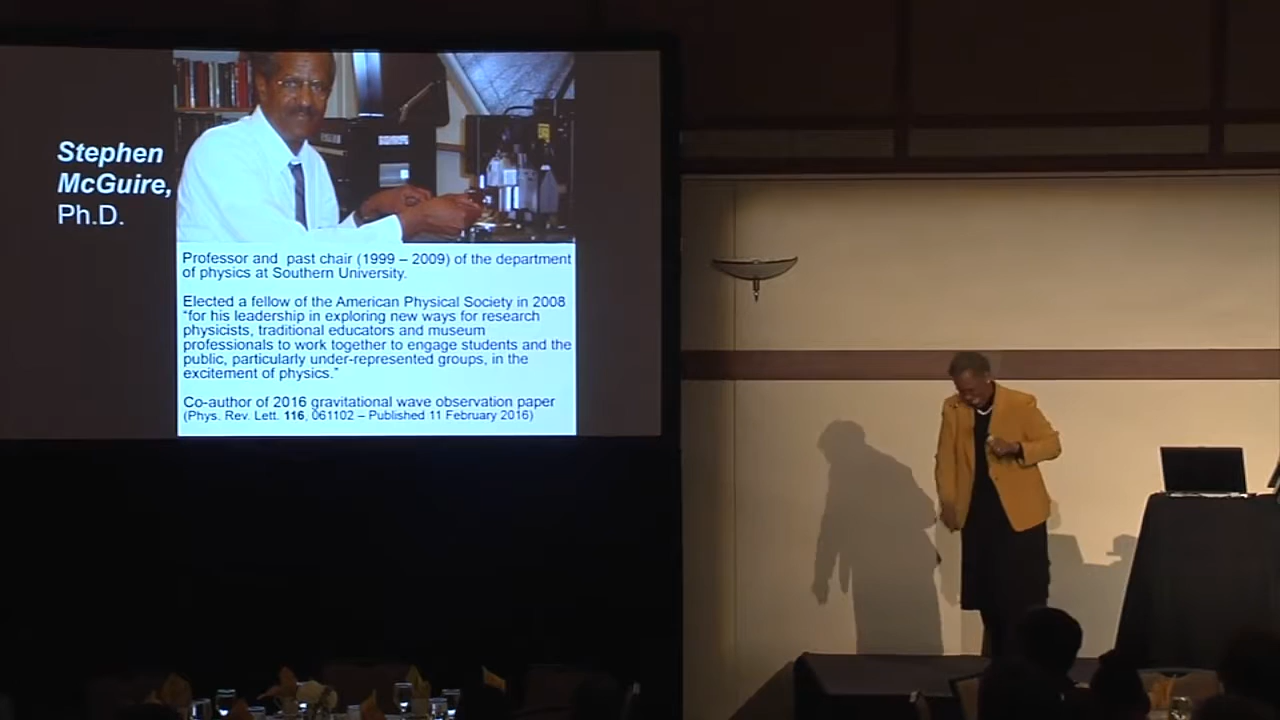 Stephen
McGuire,
Ph.D.
Professor and past chair (1999 – 2009) of the department
of physics at Southern University.
Elected a fellow of the American Physical Society in 2008
“for his leadership in exploring new ways for research
physicists, traditional educators and museum
professionals to work together to engage students and the
public, particularly under-represented groups, in the
excitement of physics.”
Co-author of 2016 gravitational wave observation paper
(Phys. Rev. Lett. 116, 061102 – Published 11 February 2016)